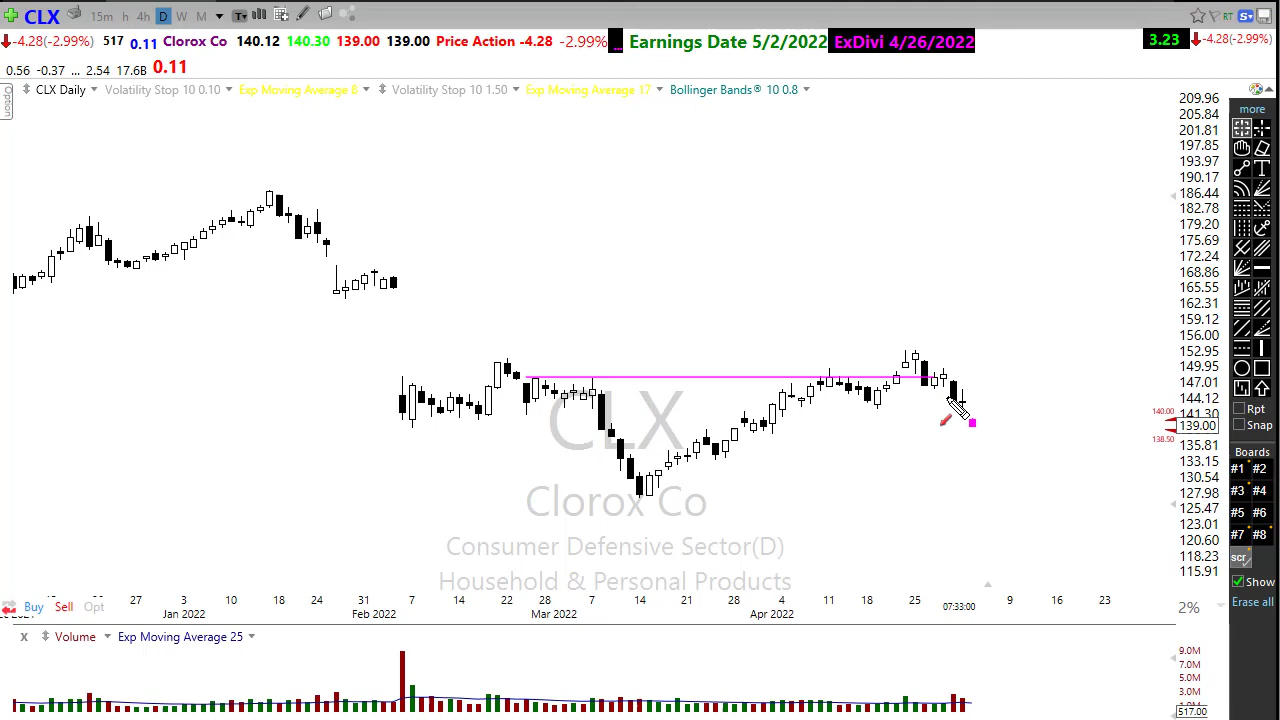 CLX 15m h 4h D W M T RT S
-4.28(-2.99%) 517 0.11 Clorox Co 140.12 140.30 139.00 139.00 Price Action -4.28 -2.99% ... Earnings Date 5/2/2022 ExDivi 4/26/2022 3.23 -4.28(-2.99%)
0.56 -0.37 ... 2.54 17.6B 0.11
Option
CLX Daily Volatility Stop 10 0.10 Exp Moving Average 8 Volatility Stop 10 1.50 Exp Moving Average 17 Bollinger Bands® 10 0.8
209.96
205.84
201.81
197.85
193.97
190.17
186.44
182.78
179.20
175.69
172.24
168.86
165.55
162.31
159.12
156.00
152.95
149.95
147.01
144.12
141.30
139.00
135.81
133.15
130.54
127.98
125.47
123.01
120.60
118.23
115.91
140.00
138.50
more
T
Rpt
Snap
Boards
#1 #2
#3 #4
#5 #6
#7 #8
scr
Show
Erase all
CLX
Clorox Co
Consumer Defensive Sector(D)
Household & Personal Products
27 3 10 18 24 31 7 14 22 28 7 14 21 28 4 11 18 25 9 16 23
Jan 2022 Feb 2022 Mar 2022 Apr 2022 07:33:00
Buy Sell Opt
2%
X Volume Exp Moving Average 25
9.0M
7.0M
5.0M
3.0M
517.00